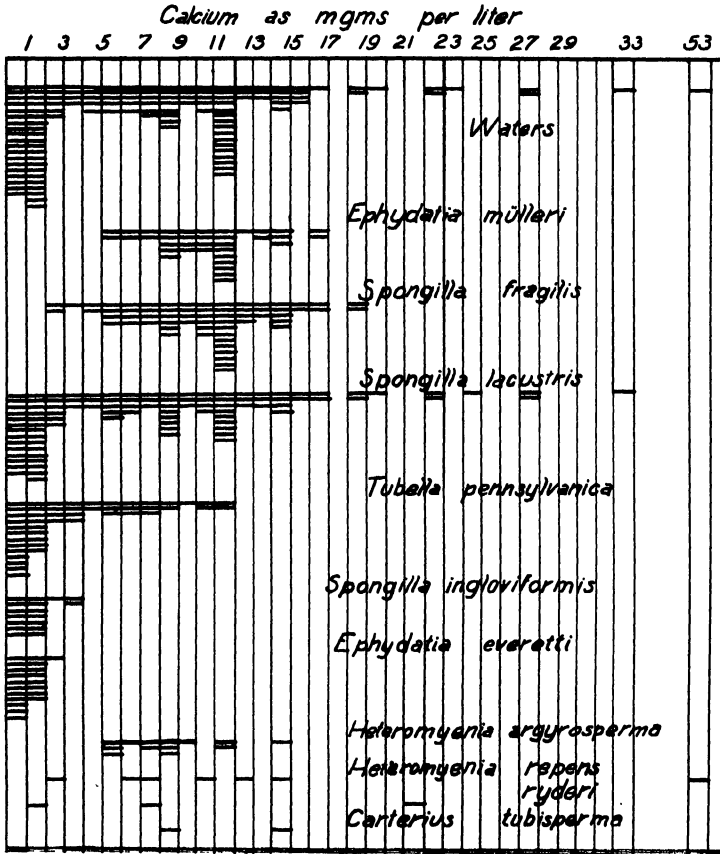 Calcium as mgms per liter
1 3 5 7 9 11 13 15 17 19 21 23 25 27 29 33 53
Waters
Ephydatia mülleri
Spongilla fragilis
Spongilla lacustris
Tubella pennsylvanica
Spongilla ingloviformis
Ephydatia everetti
Heteromyenia argyrosperma
Heteromyenia repens
ryderi
Carterius tubisperma